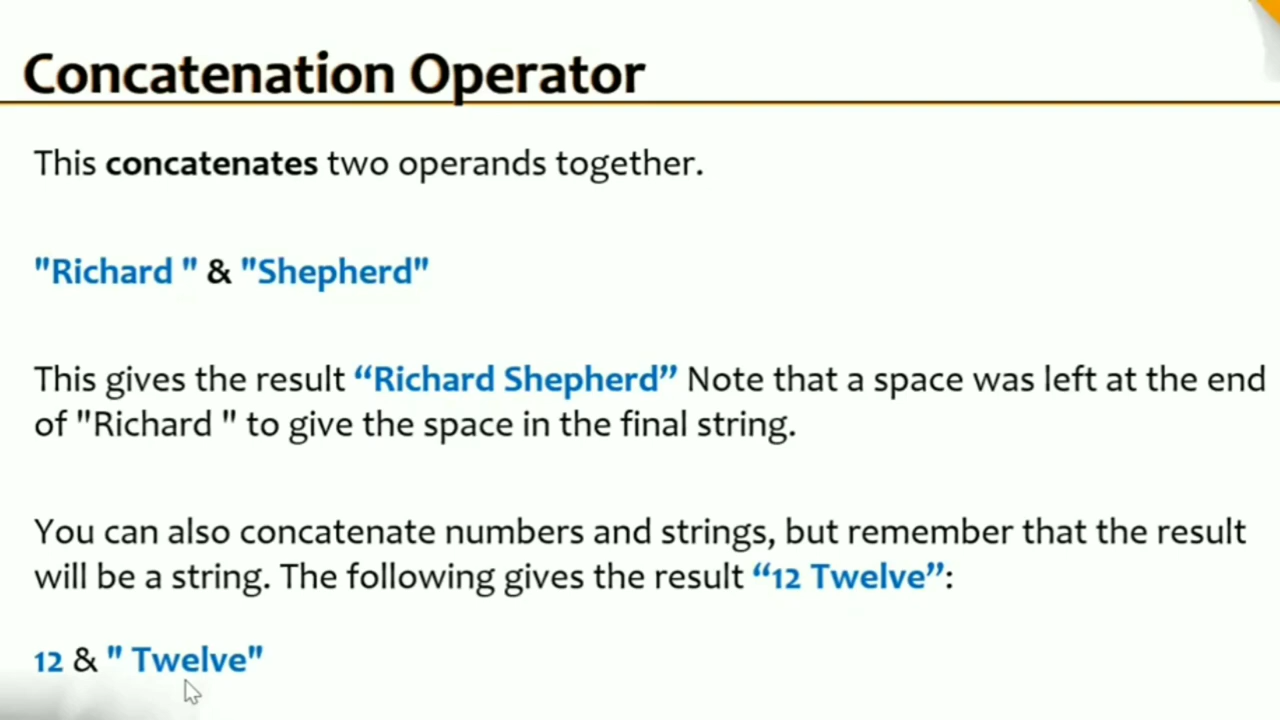 Concatenation Operator
This concatenates two operands together.
"Richard " & "Shepherd"
This gives the result “Richard Shepherd” Note that a space was left at the end
of "Richard " to give the space in the final string.
You can also concatenate numbers and strings, but remember that the result
will be a string. The following gives the result “12 Twelve”:
12 & " Twelve"